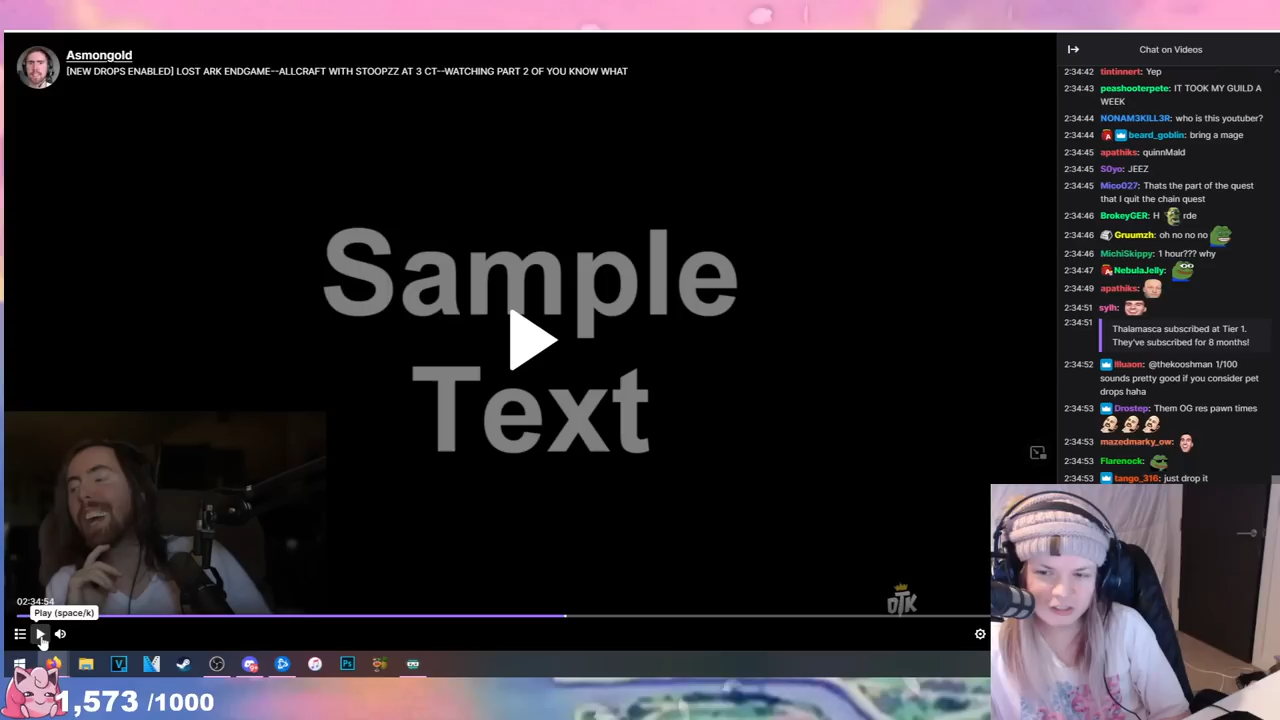 Asmongold
[NEW DROPS ENABLED] LOST ARK ENDGAME--ALLCRAFT WITH STOOPZZ AT 3 CT--WATCHING PART 2 OF YOU KNOW WHAT
Sample
Text
DTK
02:34:54
Play (space/k)
Chat on Videos
2:34:42 tintinnert: Yep
2:34:43 peashooterpete: IT TOOK MY GUILD A
WEEK
2:34:44 NONAM3KILL3R: who is this youtuber?
2:34:44 beard_goblin: bring a mage
2:34:45 apathiks: quinnMald
2:34:45 S0yo: JEEZ
2:34:45 Mico027: Thats the part of the quest
that I quit the chain quest
2:34:46 BrokeyGER: H rde
2:34:46 Gruumzh: oh no no no
2:34:46 MichiSkippy: 1 hour??? why
2:34:47 NebulaJelly:
2:34:49 apathiks:
2:34:51 sylh:
2:34:51 Thalamasca subscribed at Tier 1.
They've subscribed for 8 months!
2:34:52 @thekooshman 1/100
sounds pretty good if you consider pet
drops haha
2:34:53 Drostep: Them OG res pawn times
2:34:53 mazedmarky_ow:
2:34:53 Flarenock:
2:34:53 tango_316: just drop it
V
Ps
1,573 /1000